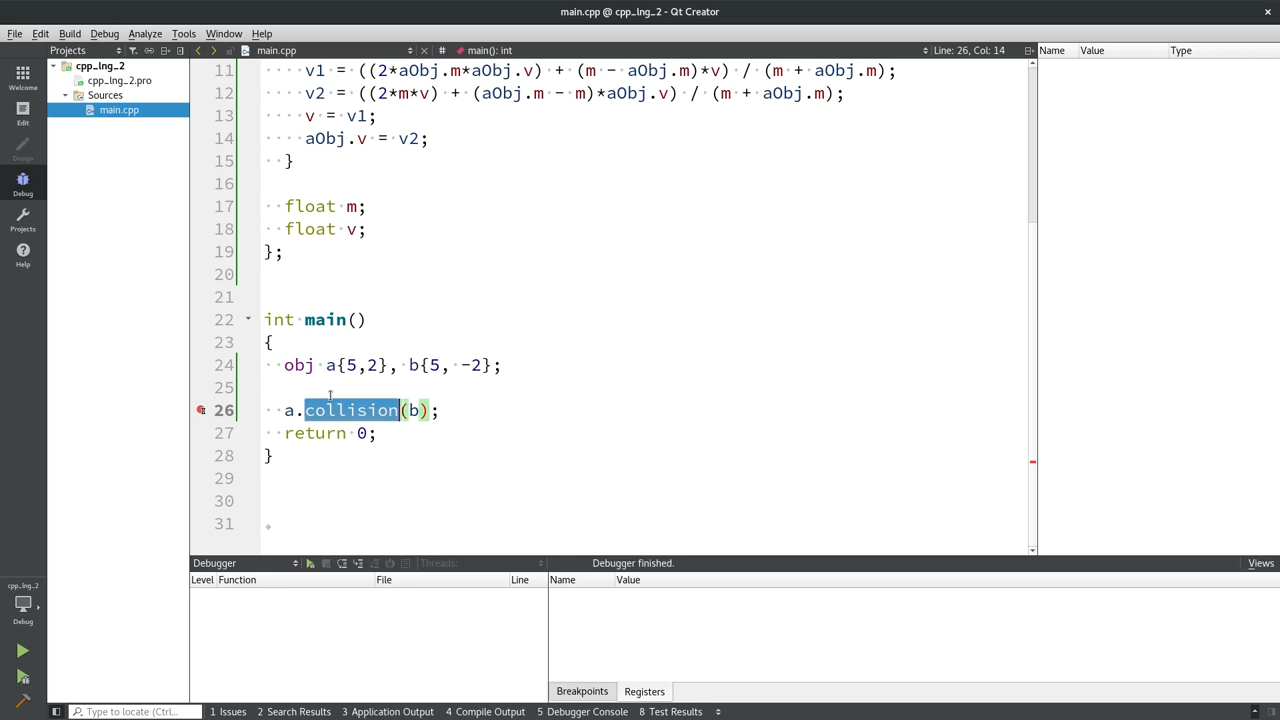 main.cpp @ cpp_lng_2 - Qt Creator
File Edit Build Debug Analyze Tools Window Help
Projects main.cpp # main(): int Line: 26, Col: 14 Name Value Type
Welcome
Edit
Design
Debug
Projects
Help
cpp_lng_2
Debug
cpp_lng_2
cpp_lng_2.pro
Sources
main.cpp
11 v1 = ((2*aObj.m*aObj.v) + (m - aObj.m)*v) / (m + aObj.m);
12 v2 = ((2*m*v) + (aObj.m - m)*aObj.v) / (m + aObj.m);
13 v = v1;
14 aObj.v = v2;
15 }
16
17 float m;
18 float v;
19 };
20
21
22 int main()
23 {
24 obj a{5,2}, b{5, -2};
25
26 a.collision(b);
27 return 0;
28 }
29
30
31
Debugger Threads: Debugger finished. Views
Level Function File Line Name Value
Breakpoints Registers
Type to locate (Ctrl... 1 Issues 2 Search Results 3 Application Output 4 Compile Output 5 Debugger Console 8 Test Results